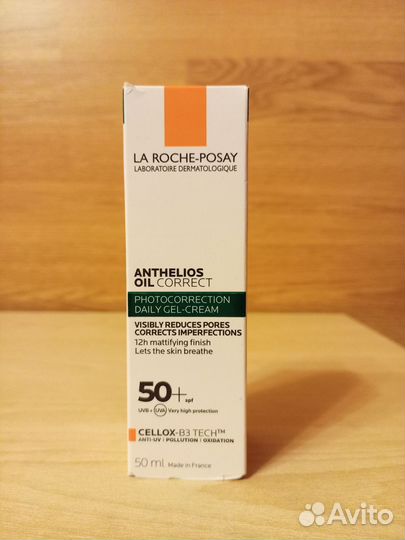 LA ROCHE-POSAY
LABORATOIRE DERMATOLOGIQUE
ANTHELIOS
OIL CORRECT
PHOTOCORRECTION
DAILY GEL-CREAM
VISIBLY REDUCES PORES
CORRECTS IMPERFECTIONS
12h mattifying finish
Lets the skin breathe
50+ spf
UVB + UVA Very high protection
CELLOX-B3 TECH™
ANTI-UV | POLLUTION | OXIDATION
50 ml Made in France
Avito